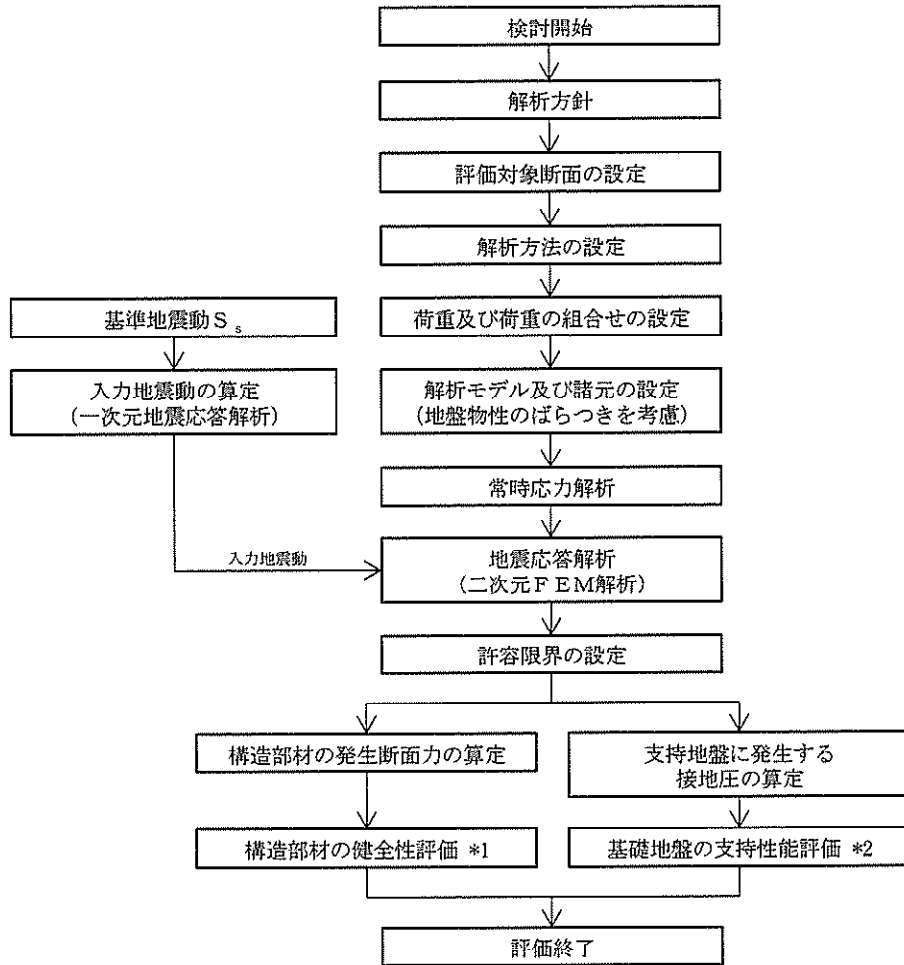 検討開始
解析方針
評価対象断面の設定
解析方法の設定
基準地震動Ｓs
荷重及び荷重の組合せの設定
入力地震動の算定
(一次元地震応答解析)
解析モデル及び諸元の設定
(地盤物性のばらつきを考慮)
常時応力解析
入力地震動
地震応答解析
(二次元ＦＥＭ解析)
許容限界の設定
構造部材の発生断面力の算定
支持地盤に発生する
接地圧の算定
構造部材の健全性評価 *1
基礎地盤の支持性能評価 *2
評価終了